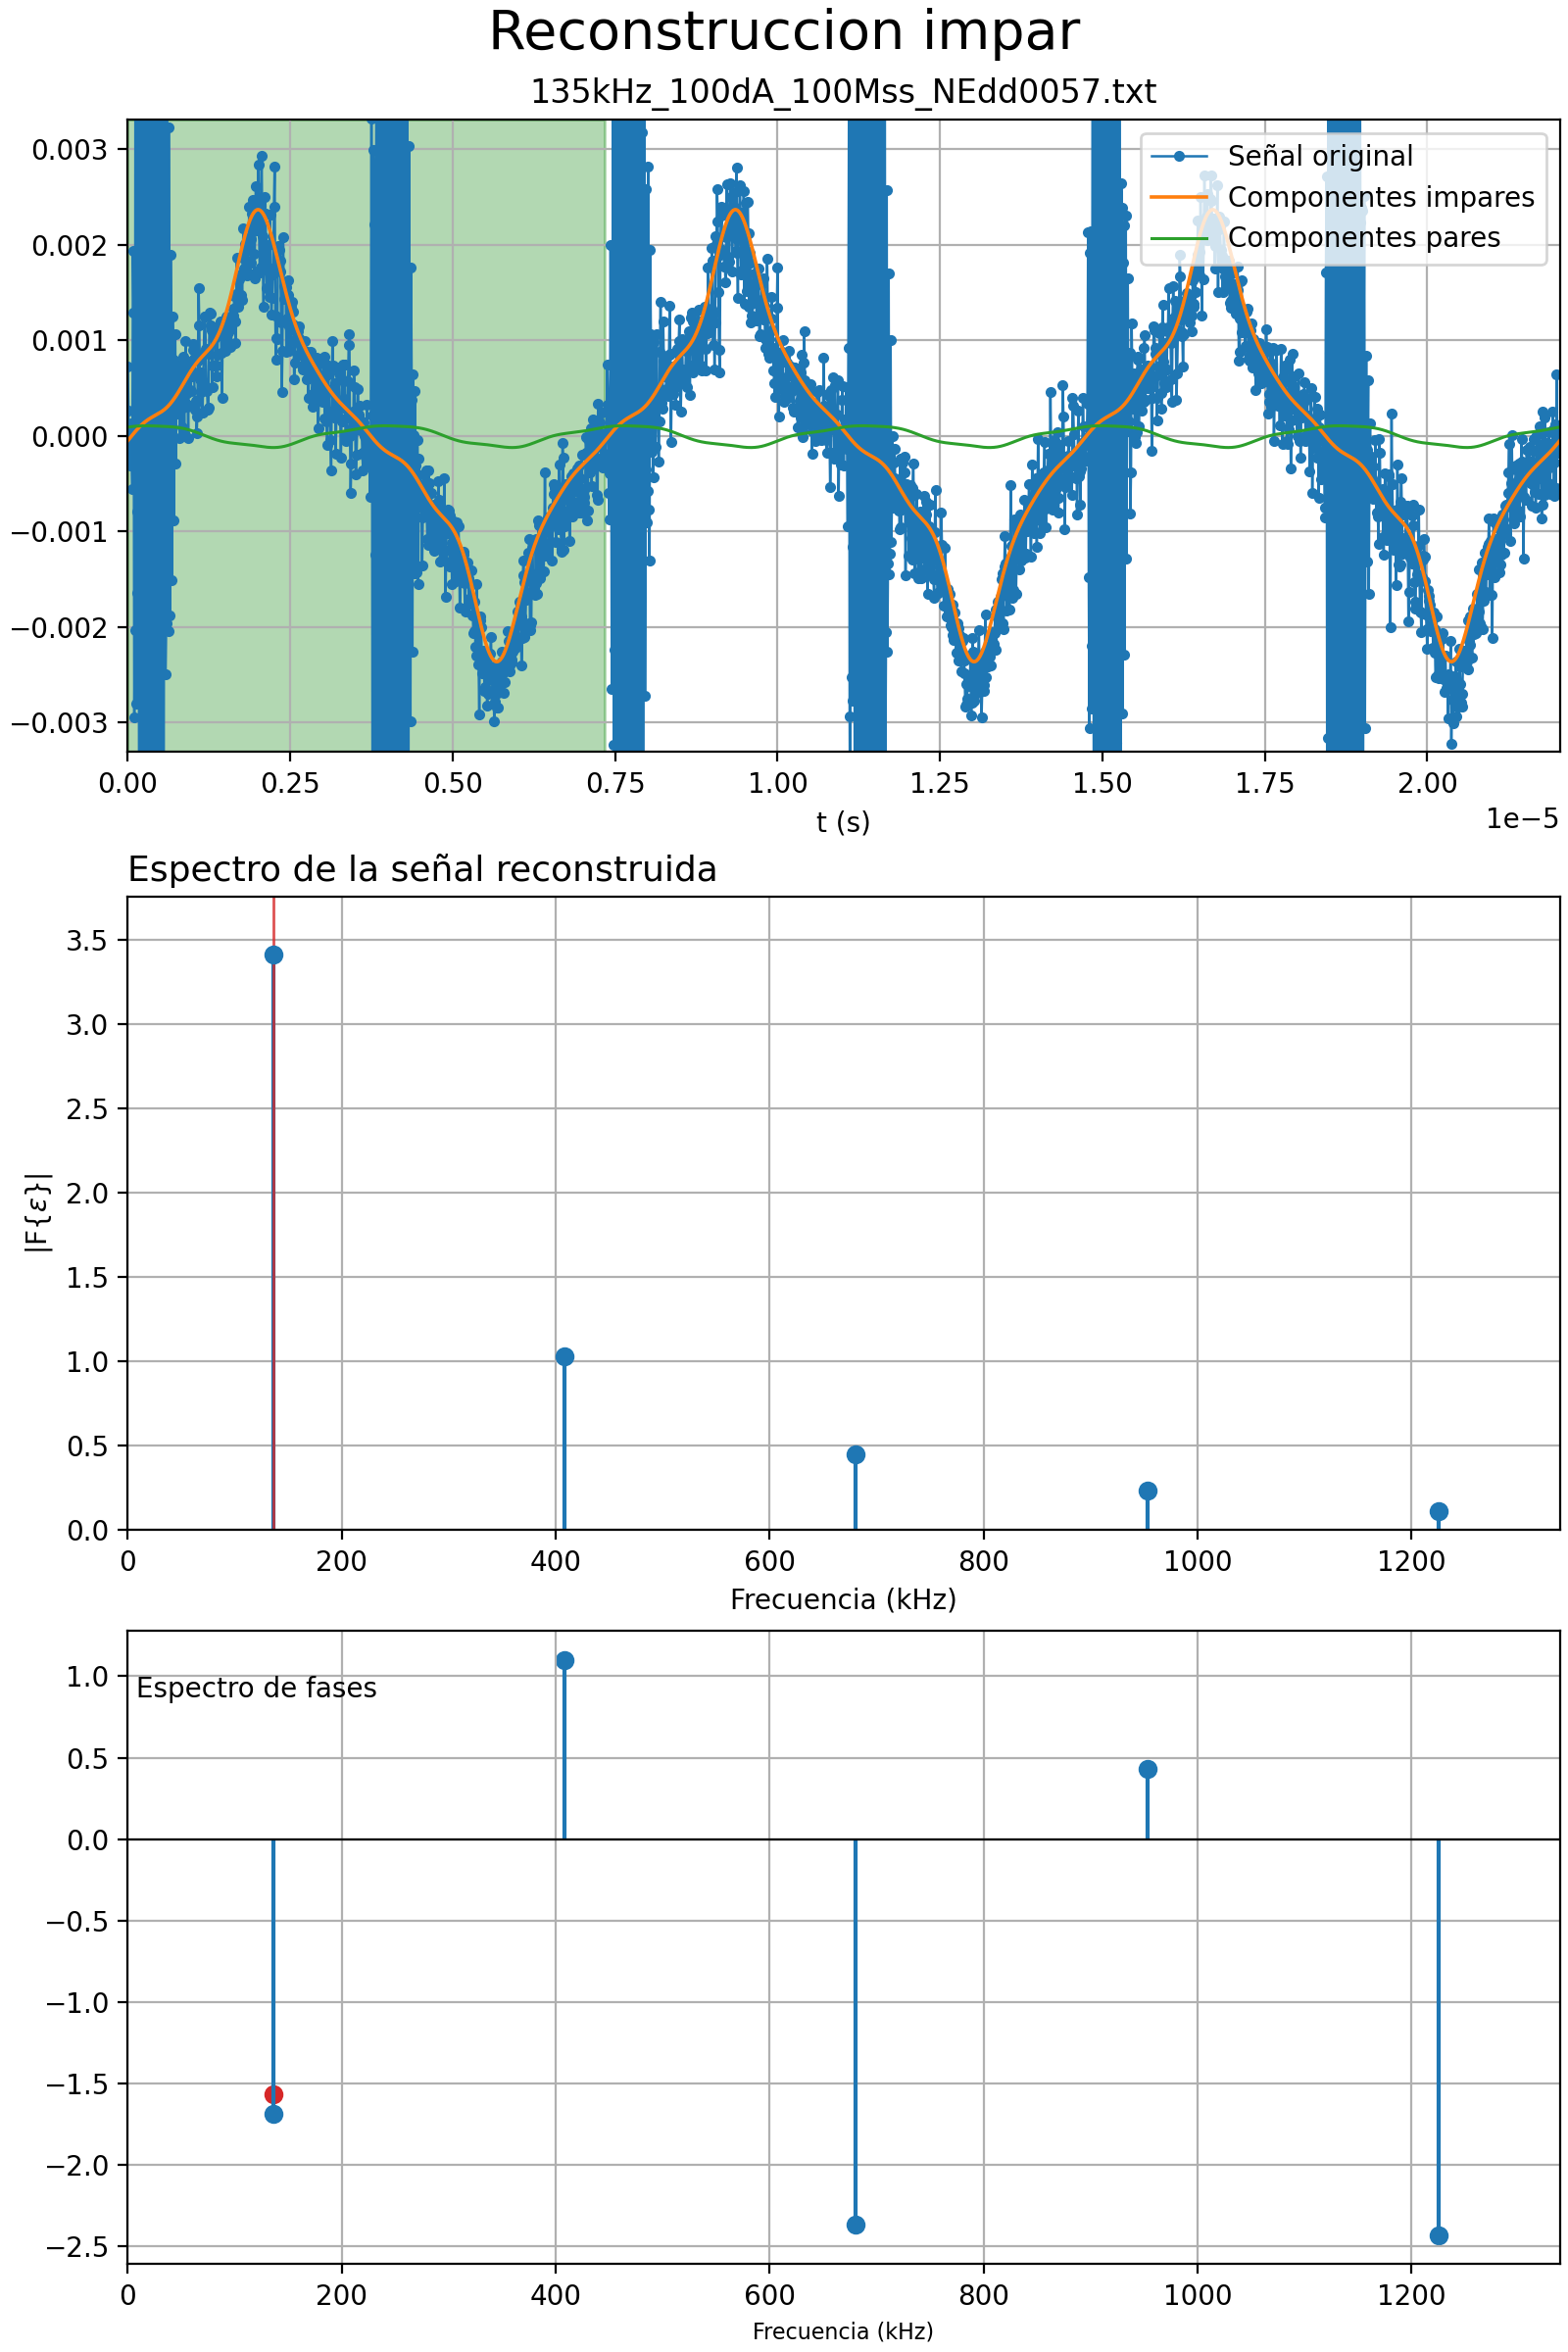 Reconstruccion impar
135kHz_100dA_100Mss_NEdd0057.txt
0.003
0.002
0.001
0.000
−0.001
−0.002
−0.003
Señal original
Componentes impares
Componentes pares
0.00 0.25 0.50 0.75 1.00 1.25 1.50 1.75 2.00
1e−5
t (s)
Espectro de la señal reconstruida
3.5
3.0
2.5
2.0
1.5
1.0
0.5
0.0
|F{ε}|
0 200 400 600 800 1000 1200
Frecuencia (kHz)
Espectro de fases
1.0
0.5
0.0
−0.5
−1.0
−1.5
−2.0
−2.5
0 200 400 600 800 1000 1200
Frecuencia (kHz)